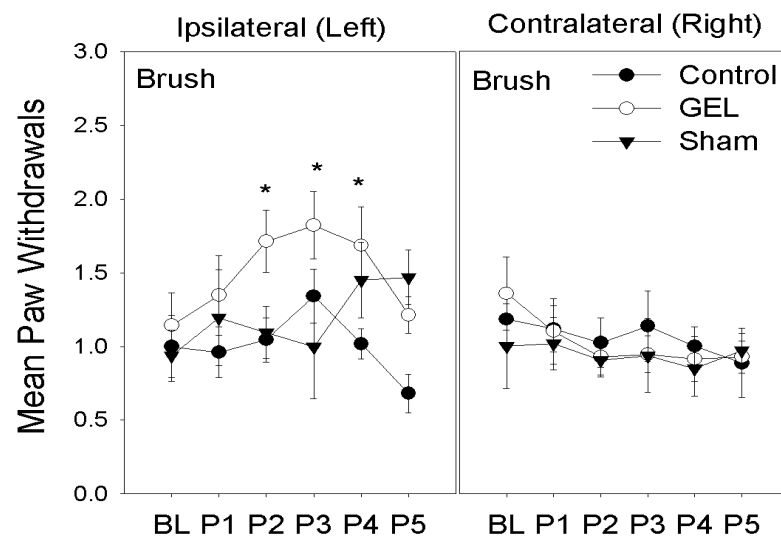 Ipsilateral (Left)
Contralateral (Right)
Mean Paw Withdrawals
3.0
2.5
2.0
1.5
1.0
0.5
0.0
Brush
* * *
BL P1 P2 P3 P4 P5
Brush
Control
GEL
Sham
BL P1 P2 P3 P4 P5